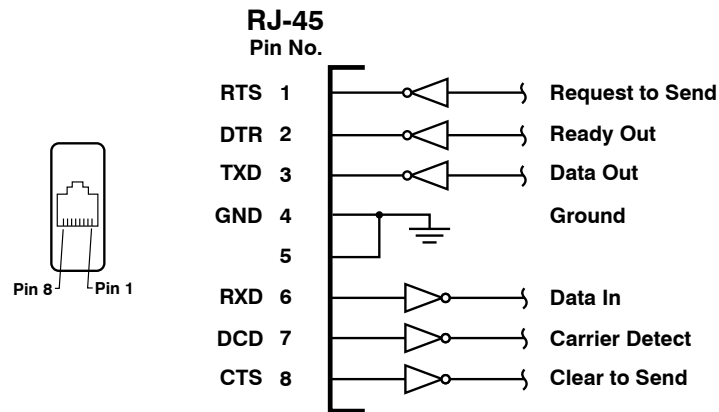 RJ-45
Pin No.
RTS 1 Request to Send
DTR 2 Ready Out
TXD 3 Data Out
GND 4 Ground
5
RXD 6 Data In
DCD 7 Carrier Detect
CTS 8 Clear to Send
Pin 8 Pin 1